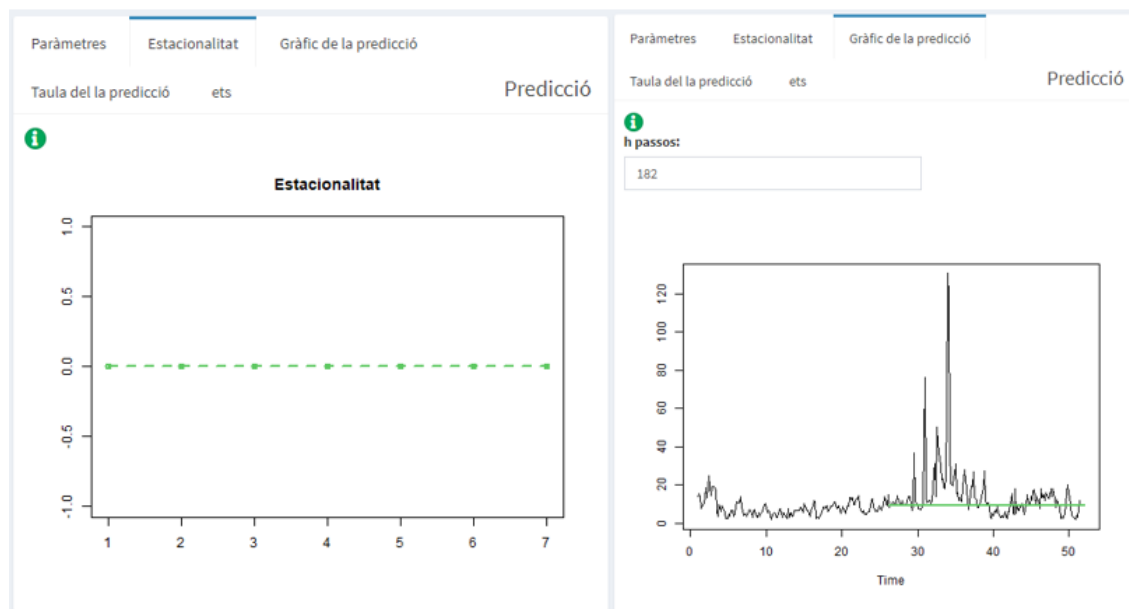 Paràmetres Estacionalitat Gràfic de la predicció
Taula del la predicció ets Predicció
Estacionalitat
1.0
0.5
0.0
-0.5
-1.0
1 2 3 4 5 6 7
Paràmetres Estacionalitat Gràfic de la predicció
Taula del la predicció ets Predicció
h passos:
182
120
100
80
60
40
20
0
0 10 20 30 40 50
Time